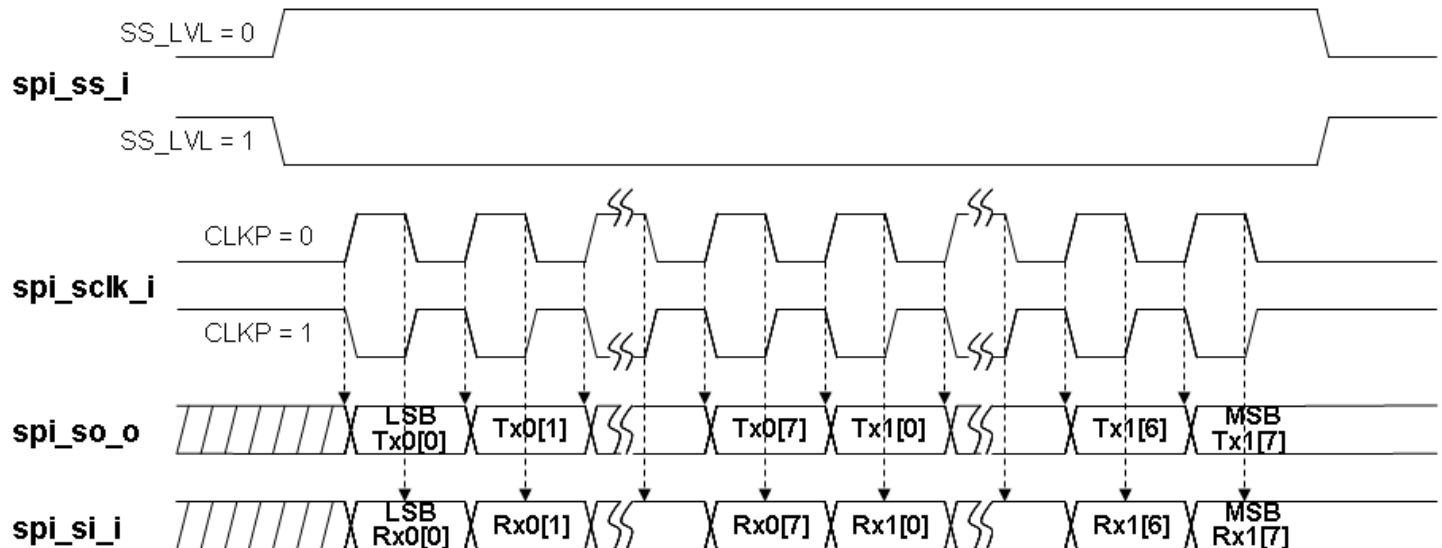 SS_LVL = 0
spi_ss_i
SS_LVL = 1
CLKP = 0
spi_sclk_i
CLKP = 1
spi_so_o
LSB
Tx0[0]
Tx0[1]
Tx0[7]
Tx1[0]
Tx1[6]
MSB
Tx1[7]
spi_si_i
LSB
Rx0[0]
Rx0[1]
Rx0[7]
Rx1[0]
Rx1[6]
MSB
Rx1[7]